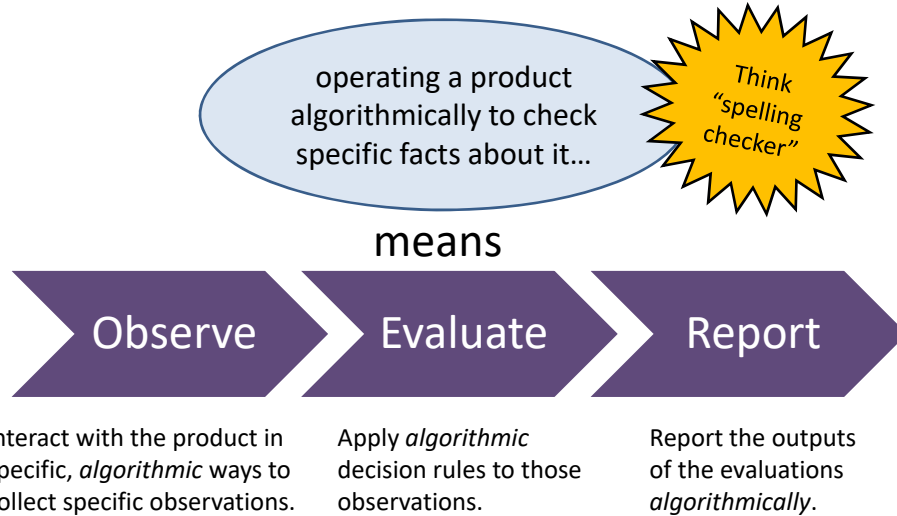 operating a product
algorithmically to check
specific facts about it…
Think
“spelling
checker”
means
Observe
Evaluate
Report
nteract with the product in
pecific, algorithmic ways to
ollect specific observations.
Apply algorithmic
decision rules to those
observations.
Report the outputs
of the evaluations
algorithmically.